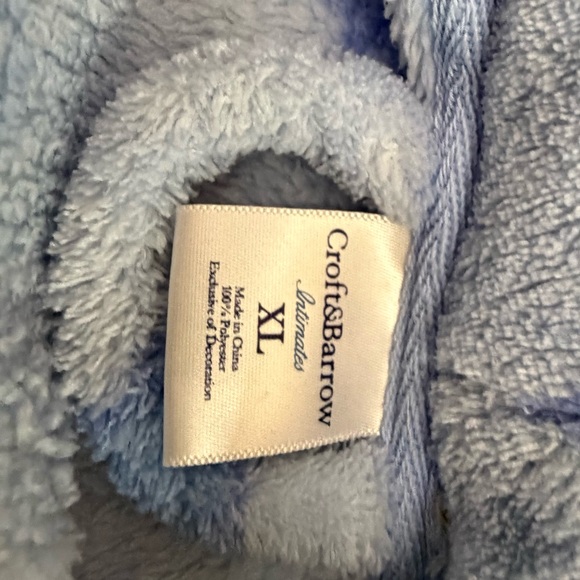 Croft&Barrow
Intimates
XL
Made in China
100% Polyester
Exclusive of Decoration